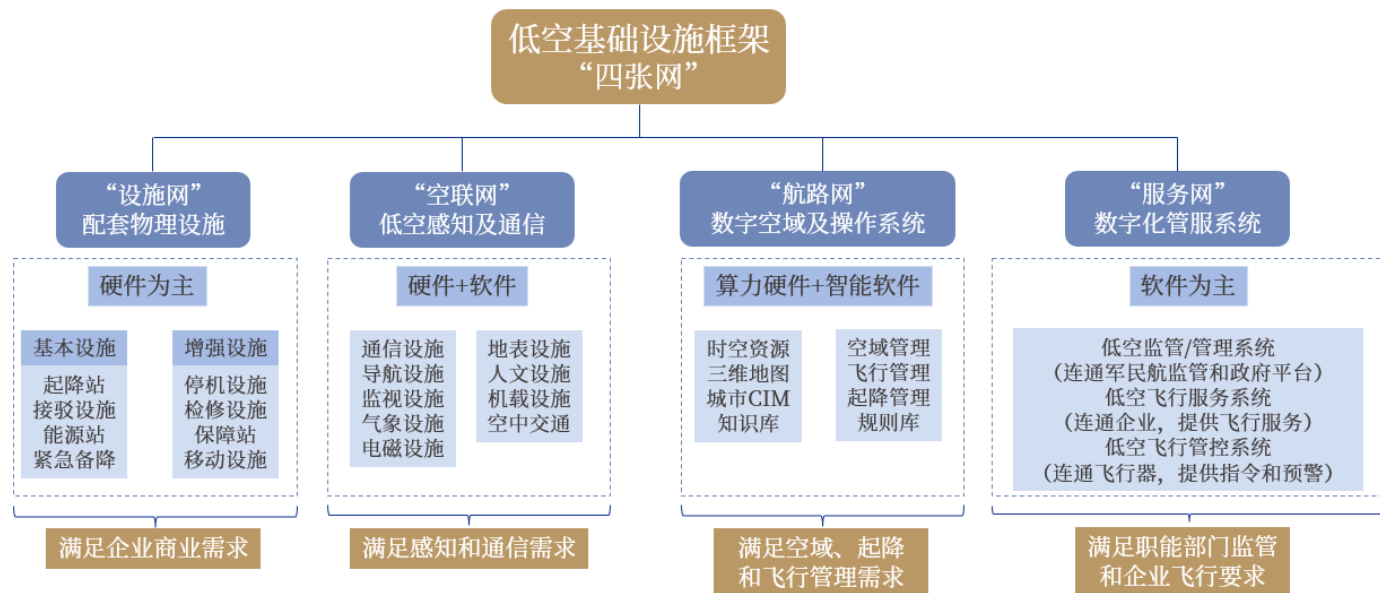 低空基础设施框架
“四张网”
“设施网”
配套物理设施
硬件为主
基本设施
起降站
接驳设施
能源站
紧急备降
增强设施
停机设施
检修设施
保障站
移动设施
满足企业商业需求
“空联网”
低空感知及通信
硬件+软件
通信设施
导航设施
监视设施
气象设施
电磁设施
地表设施
人文设施
机载设施
空中交通
满足感知和通信需求
“航路网”
数字空域及操作系统
算力硬件+智能软件
时空资源
三维地图
城市CIM
知识库
空域管理
飞行管理
起降管理
规则库
满足空域、起降
和飞行管理需求
“服务网”
数字化管服系统
软件为主
低空监管/管理系统
（连通军民航监管和政府平台）
低空飞行服务系统
（连通企业，提供飞行服务）
低空飞行管控系统
（连通飞行器，提供指令和预警）
满足职能部门监管
和企业飞行要求